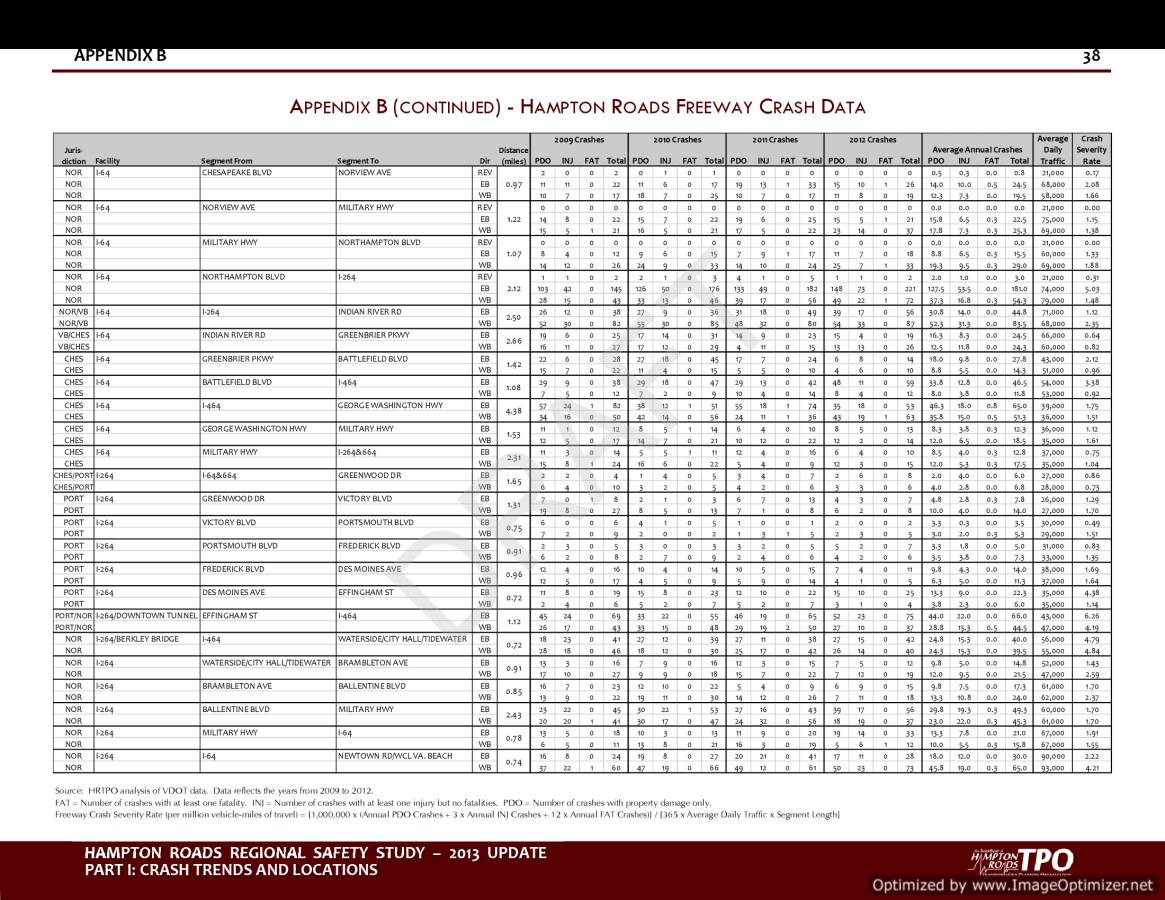 APPENDIX B 38
APPENDIX B (CONTINUED) - HAMPTON ROADS FREEWAY CRASH DATA
2009 Crashes 2010 Crashes 2011 Crashes 2012 Crashes Average Crash
Juris- Distance Average Annual Crashes Daily Severity
diction Facility Segment From Segment To Dir (miles) PDO INJ FAT Total PDO INJ FAT Total PDO INJ FAT Total PDO INJ FAT Total PDO INJ FAT Total Traffic Rate
NOR I-64 CHESAPEAKE BLVD NORVIEW AVE REV 0.97 2 0 0 2 0 1 0 1 0 0 0 0 0 0 0 0 0.5 0.3 0.0 0.8 21,000 0.17
NOR EB 11 11 0 22 11 6 0 17 19 13 1 33 15 10 1 26 14.0 10.0 0.5 24.5 68,000 2.08
NOR WB 10 7 0 17 18 7 0 25 10 7 0 17 11 8 0 19 12.3 7.3 0.0 19.5 58,000 1.66
NOR I-64 NORVIEW AVE MILITARY HWY REV 1.22 0 0 0 0 0 0 0 0 0 0 0 0 0 0 0 0 0.0 0.0 0.0 0.0 21,000 0.00
NOR EB 14 8 0 22 15 7 0 22 19 6 0 25 15 5 1 21 15.8 6.5 0.3 22.5 75,000 1.15
NOR WB 15 5 1 21 16 5 0 21 17 5 0 22 23 14 0 37 17.8 7.3 0.3 25.3 69,000 1.38
NOR I-64 MILITARY HWY NORTHAMPTON BLVD REV 1.07 0 0 0 0 0 0 0 0 0 0 0 0 0 0 0 0 0.0 0.0 0.0 0.0 21,000 0.00
NOR EB 8 4 0 12 9 6 0 15 7 9 1 17 11 7 0 18 8.8 6.5 0.3 15.5 60,000 1.33
NOR WB 14 12 0 26 24 9 0 33 14 10 0 24 25 7 1 33 19.3 9.5 0.3 29.0 69,000 1.88
NOR I-64 NORTHAMPTON BLVD I-264 REV 2.12 1 1 0 2 2 1 0 3 4 1 0 5 1 1 0 2 2.0 1.0 0.0 3.0 21,000 0.31
NOR EB 103 42 0 145 126 50 0 176 133 49 0 182 148 73 0 221 127.5 53.5 0.0 181.0 74,000 5.03
NOR WB 28 15 0 43 33 13 0 46 39 17 0 56 49 22 1 72 37.3 16.8 0.3 54.3 79,000 1.48
NOR/VB I-64 I-264 INDIAN RIVER RD EB 2.50 26 12 0 38 27 9 0 36 31 18 0 49 39 17 0 56 30.8 14.0 0.0 44.8 71,000 1.12
NOR/VB WB 52 30 0 82 55 30 0 85 48 32 0 80 54 33 0 87 52.3 31.3 0.0 83.5 68,000 2.35
VB/CHES I-64 INDIAN RIVER RD GREENBRIER PKWY EB 2.66 19 6 0 25 17 14 0 31 14 9 0 23 15 4 0 19 16.3 8.3 0.0 24.5 66,000 0.64
VB/CHES WB 16 11 0 27 17 12 0 29 4 11 0 15 13 13 0 26 12.5 11.8 0.0 24.3 60,000 0.82
CHES I-64 GREENBRIER PKWY BATTLEFIELD BLVD EB 1.42 22 6 0 28 27 18 0 45 17 7 0 24 6 8 0 14 18.0 9.8 0.0 27.8 43,000 2.12
CHES WB 15 7 0 22 11 4 0 15 5 5 0 10 4 6 0 10 8.8 5.5 0.0 14.3 51,000 0.96
CHES I-64 BATTLEFIELD BLVD I-464 EB 1.08 29 9 0 38 29 18 0 47 29 13 0 42 48 11 0 59 33.8 12.8 0.0 46.5 54,000 3.38
CHES WB 7 5 0 12 7 2 0 9 10 4 0 14 8 4 0 12 8.0 3.8 0.0 11.8 53,000 0.92
CHES I-64 I-464 GEORGE WASHINGTON HWY EB 4.38 57 24 1 82 38 12 1 51 55 18 1 74 35 18 0 53 46.3 18.0 0.8 65.0 39,000 1.75
CHES WB 34 16 0 50 42 14 0 56 24 11 1 36 43 19 1 63 35.8 15.0 0.5 51.3 36,000 1.51
CHES I-64 GEORGE WASHINGTON HWY MILITARY HWY EB 1.53 11 1 0 12 8 5 1 14 6 4 0 10 8 5 0 13 8.3 3.8 0.3 12.3 36,000 1.12
CHES WB 12 5 0 17 14 7 0 21 10 12 0 22 12 2 0 14 12.0 6.5 0.0 18.5 35,000 1.61
CHES I-64 MILITARY HWY I-264&664 EB 2.31 11 3 0 14 5 5 1 11 12 4 0 16 6 4 0 10 8.5 4.0 0.3 12.8 37,000 0.75
CHES WB 15 8 1 24 16 6 0 22 5 4 0 9 12 3 0 15 12.0 5.3 0.3 17.5 35,000 1.04
CHES/PORT I-264 I-64&664 GREENWOOD DR EB 1.65 2 2 0 4 1 4 0 5 3 4 0 7 2 6 0 8 2.0 4.0 0.0 6.0 27,000 0.86
CHES/PORT WB 6 4 0 10 3 2 0 5 4 2 0 6 3 3 0 6 4.0 2.8 0.0 6.8 28,000 0.73
PORT I-264 GREENWOOD DR VICTORY BLVD EB 1.31 7 0 1 8 2 1 0 3 6 7 0 13 4 3 0 7 4.8 2.8 0.3 7.8 26,000 1.29
PORT WB 19 8 0 27 8 5 0 13 7 1 0 8 6 2 0 8 10.0 4.0 0.0 14.0 27,000 1.70
PORT I-264 VICTORY BLVD PORTSMOUTH BLVD EB 0.75 6 0 0 6 4 1 0 5 1 0 0 1 2 0 0 2 3.3 0.3 0.0 3.5 30,000 0.49
PORT WB 7 2 0 9 2 0 0 2 1 3 1 5 2 3 0 5 3.0 2.0 0.3 5.3 29,000 1.51
PORT I-264 PORTSMOUTH BLVD FREDERICK BLVD EB 0.91 2 3 0 5 3 0 0 3 3 2 0 5 5 2 0 7 3.3 1.8 0.0 5.0 31,000 0.83
PORT WB 6 2 0 8 2 7 0 9 2 4 0 6 4 2 0 6 3.5 3.8 0.0 7.3 33,000 1.35
PORT I-264 FREDERICK BLVD DES MOINES AVE EB 0.96 12 4 0 16 10 4 0 14 10 5 0 15 7 4 0 11 9.8 4.3 0.0 14.0 38,000 1.69
PORT WB 12 5 0 17 4 5 0 9 5 9 0 14 4 1 0 5 6.3 5.0 0.0 11.3 37,000 1.64
PORT I-264 DES MOINES AVE EFFINGHAM ST EB 0.72 11 8 0 19 15 8 0 23 12 10 0 22 15 10 0 25 13.3 9.0 0 22.3 35,000 4.38
PORT WB 2 4 0 6 5 2 0 7 5 2 0 7 3 1 0 4 3.8 2.3 0.0 6.0 35,000 1.14
PORT/NOR I-264/DOWNTOWN TUNNEL EFFINGHAM ST I-464 EB 1.12 45 24 0 69 33 22 0 55 46 19 0 65 52 23 0 75 44.0 22.0 0.0 66.0 43,000 6.26
PORT/NOR WB 26 17 0 43 33 15 0 48 29 19 2 50 27 10 0 37 28.8 15.3 0.5 44.5 47,000 4.19
NOR I-264/BERKLEY BRIDGE I-464 WATERSIDE/CITY HALL/TIDEWATER EB 0.72 18 23 0 41 27 12 0 39 27 11 0 38 27 15 0 42 24.8 15.3 0.0 40.0 56,000 4.79
NOR WB 28 18 0 46 18 12 0 30 25 17 0 42 26 14 0 40 24.3 15.3 0.0 39.5 55,000 4.84
NOR I-264 WATERSIDE/CITY HALL/TIDEWATER BRAMBLETON AVE EB 0.91 13 3 0 16 7 9 0 16 12 3 0 15 7 5 0 12 9.8 5.0 0.0 14.8 52,000 1.43
NOR WB 17 10 0 27 9 9 0 18 15 7 0 22 7 12 0 19 12.0 9.5 0.0 21.5 47,000 2.59
NOR I-264 BRAMBLETON AVE BALLENTINE BLVD EB 0.85 16 7 0 23 12 10 0 22 5 4 0 9 6 9 0 15 9.8 7.5 0.0 17.3 61,000 1.70
NOR WB 13 9 0 22 19 11 0 30 14 12 0 26 7 11 0 18 13.3 10.8 0.0 24.0 62,000 2.37
NOR I-264 BALLENTINE BLVD MILITARY HWY EB 2.43 23 22 0 45 30 22 1 53 27 16 0 43 39 17 0 56 29.8 19.3 0.3 49.3 60,000 1.70
NOR WB 20 20 1 41 30 17 0 47 24 32 0 56 18 19 0 37 23.0 22.0 0.3 45.3 61,000 1.70
NOR I-264 MILITARY HWY I-64 EB 0.78 13 5 0 18 10 3 0 13 11 9 0 20 19 14 0 33 13.3 7.8 0.0 21.0 67,000 1.91
NOR WB 6 5 0 11 13 8 0 21 16 3 0 19 5 6 1 12 10.0 5.5 0.3 15.8 67,000 1.55
NOR I-264 I-64 NEWTOWN RD/WCL VA. BEACH EB 0.74 16 8 0 24 19 8 0 27 20 21 0 41 17 11 0 28 18.0 12.0 0.0 30.0 90,000 2.22
NOR WB 37 22 1 60 47 19 0 66 49 12 0 61 50 23 0 73 45.8 19.0 0.3 65.0 93,000 4.21
DRAFT
Source: HRTPO analysis of VDOT data. Data reflects the years from 2009 to 2012.
FAT = Number of crashes with at least one fatality. INJ = Number of crashes with at least one injury but no fatalities. PDO = Number of crashes with property damage only.
Freeway Crash Severity Rate (per million vehicle-miles of travel) = [1,000,000 x (Annual PDO Crashes + 3 x Annual INJ Crashes + 12 x Annual FAT Crashes)] / [365 x Average Daily Traffic x Segment Length]
HAMPTON ROADS REGIONAL SAFETY STUDY – 2013 UPDATE
PART I: CRASH TRENDS AND LOCATIONS
HAMPTON ROADS TPO
Optimized by www.ImageOptimizer.net